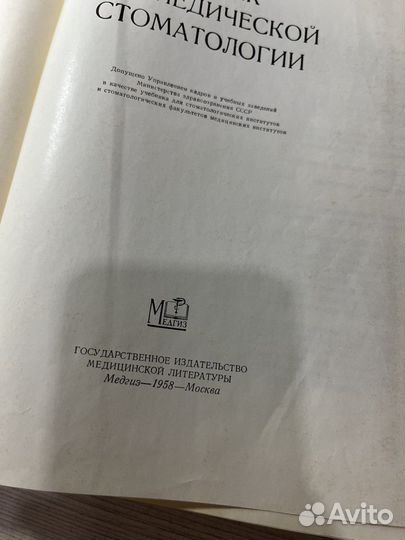 ПЕДИЧЕСКОЙ
СТОМАТОЛОГИИ
Допущено Управлением кадров и учебных заведений
Министерства здравоохранения СССР
в качестве учебника для стоматологических институтов
и стоматологических факультетов медицинских институтов
МЕДГИЗ
ГОСУДАРСТВЕННОЕ ИЗДАТЕЛЬСТВО
МЕДИЦИНСКОЙ ЛИТЕРАТУРЫ
Медгиз—1958—Москва
Avito